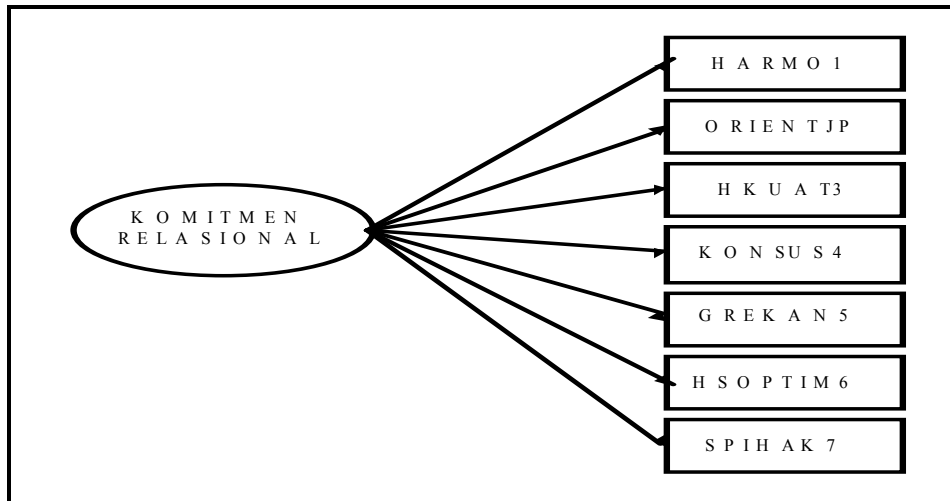 KOMITMEN
RELASIONAL
HARMO1
ORIENTJP
HKUAT3
KONSUS4
GREKAN5
HSOPTIM6
SPIHAK7